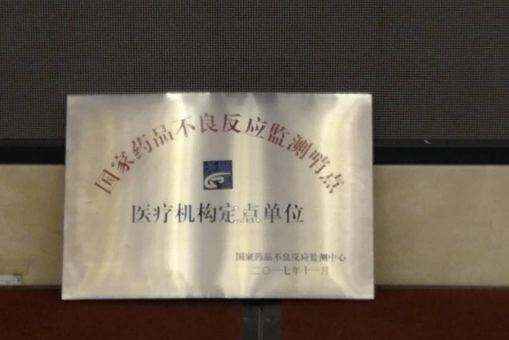 国家药品不良反应监测哨点
医疗机构定点单位
国家药品不良反应监测中心
二〇一七年十一月